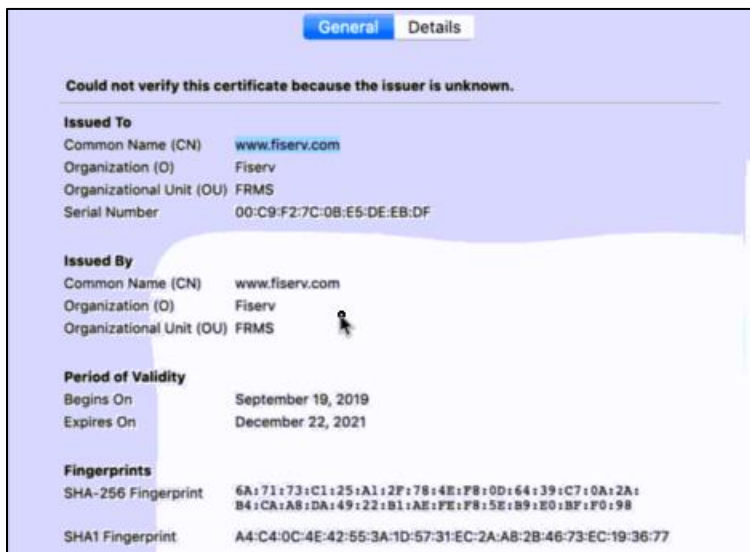 General Details
Could not verify this certificate because the issuer is unknown.
Issued To
Common Name (CN) www.fiserv.com
Organization (O) Fiserv
Organizational Unit (OU) FRMS
Serial Number 00:C9:F2:7C:0B:E5:DE:EB:DF
Issued By
Common Name (CN) www.fiserv.com
Organization (O) Fiserv
Organizational Unit (OU) FRMS
Period of Validity
Begins On September 19, 2019
Expires On December 22, 2021
Fingerprints
SHA-256 Fingerprint 6A:71:73:C1:25:A1:2F:78:4E:F8:0D:64:39:C7:0A:2A:
B4:CA:A8:DA:49:22:B1:AE:FE:F8:5E:B9:E0:BF:F0:98
SHA1 Fingerprint A4:C4:0C:4E:42:55:3A:1D:57:31:EC:2A:A8:2B:46:73:EC:19:36:77